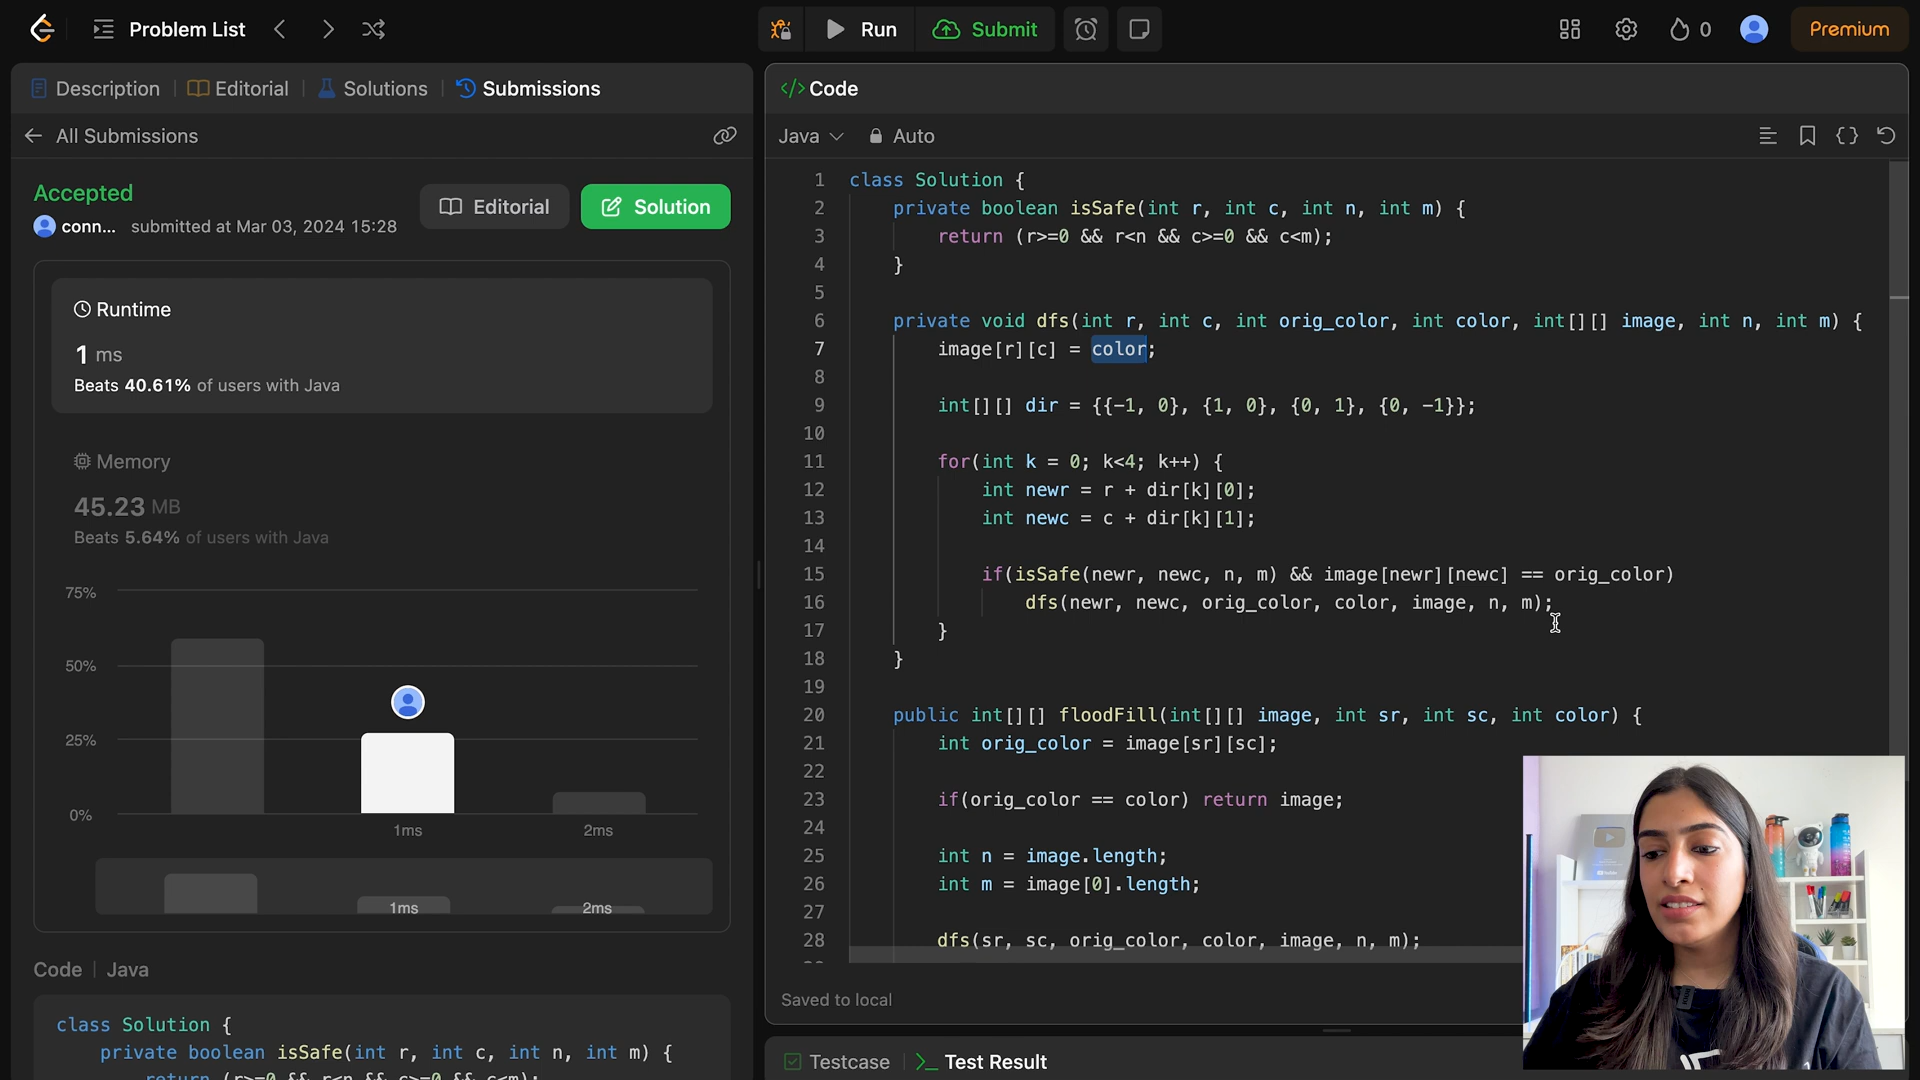 Problem List
Run
Submit
0
Premium
Description
Editorial
Solutions
Submissions
All Submissions
Accepted
conn... submitted at Mar 03, 2024 15:28
Editorial
Solution
Runtime
1 ms
Beats 40.61% of users with Java
Memory
45.23 MB
Beats 5.64% of users with Java
75%
50%
25%
0%
1ms
2ms
1ms
2ms
Code | Java
class Solution {
private boolean isSafe(int r, int c, int n, int m) {
return (r>=0 && r<n && c>=0 && c<m);
</> Code
Java
Auto
1 class Solution {
2 private boolean isSafe(int r, int c, int n, int m) {
3 return (r>=0 && r<n && c>=0 && c<m);
4 }
5
6 private void dfs(int r, int c, int orig_color, int color, int[][] image, int n, int m) {
7 image[r][c] = color;
8
9 int[][] dir = {{-1, 0}, {1, 0}, {0, 1}, {0, -1}};
10
11 for(int k = 0; k<4; k++) {
12 int newr = r + dir[k][0];
13 int newc = c + dir[k][1];
14
15 if(isSafe(newr, newc, n, m) && image[newr][newc] == orig_color)
16 dfs(newr, newc, orig_color, color, image, n, m);
17 }
18 }
19
20 public int[][] floodFill(int[][] image, int sr, int sc, int color) {
21 int orig_color = image[sr][sc];
22
23 if(orig_color == color) return image;
24
25 int n = image.length;
26 int m = image[0].length;
27
28 dfs(sr, sc, orig_color, color, image, n, m);
Saved to local
Testcase
Test Result